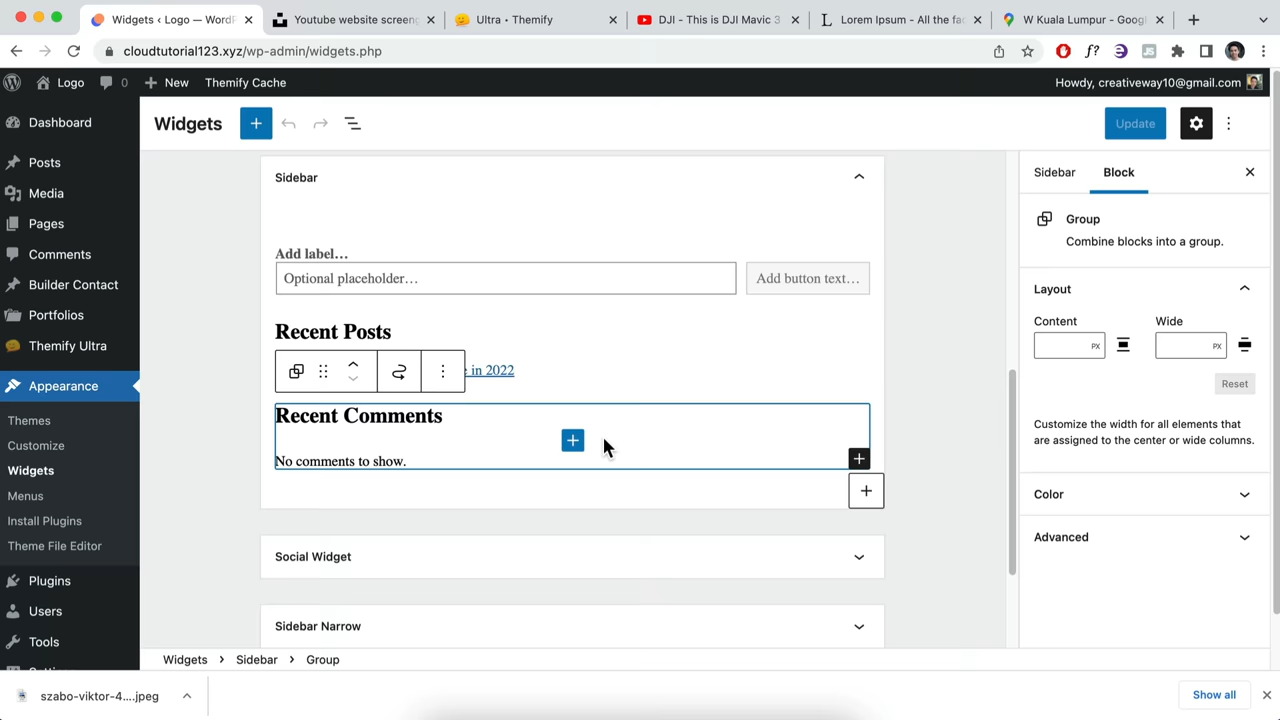 Widgets ‹ Logo — WordP
Youtube website screeng
Ultra • Themify
DJI - This is DJI Mavic 3
Lorem Ipsum - All the fac
W Kuala Lumpur - Googl
cloudtutorial123.xyz/wp-admin/widgets.php
f?
JS
Logo
0
New
Themify Cache
Howdy, creativeway10@gmail.com
Dashboard
Posts
Media
Pages
Comments
Builder Contact
Portfolios
Themify Ultra
Appearance
Themes
Customize
Widgets
Menus
Install Plugins
Theme File Editor
Plugins
Users
Tools
Widgets
Update
Sidebar
Add label…
Optional placeholder…
Add button text…
Recent Posts
in 2022
Recent Comments
No comments to show.
Social Widget
Sidebar Narrow
Widgets › Sidebar › Group
Sidebar
Block
Group
Combine blocks into a group.
Layout
Content
Wide
PX
PX
Reset
Customize the width for all elements that
are assigned to the center or wide columns.
Color
Advanced
szabo-viktor-4....jpeg
Show all